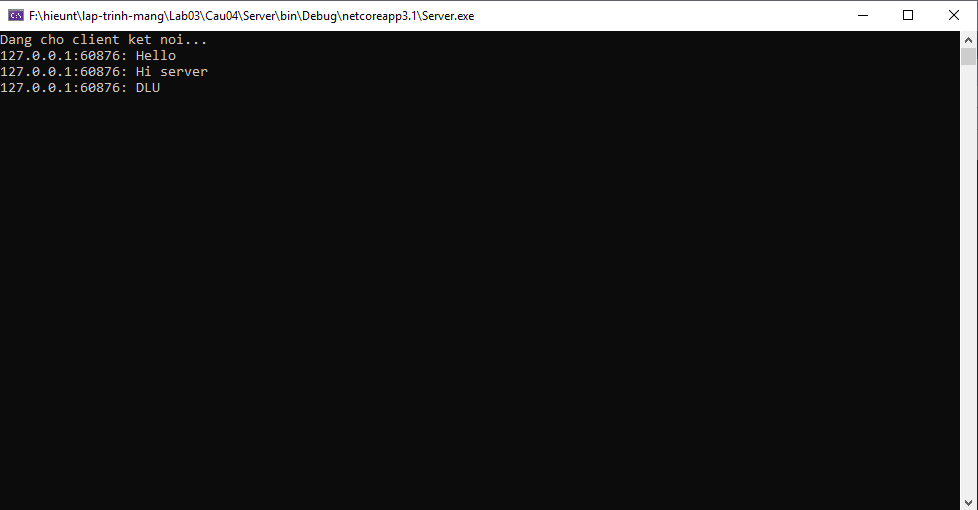 F:\hieunt\lap-trinh-mang\Lab03\Cau04\Server\bin\Debug\netcoreapp3.1\Server.exe
Dang cho client ket noi...
127.0.0.1:60876: Hello
127.0.0.1:60876: Hi server
127.0.0.1:60876: DLU